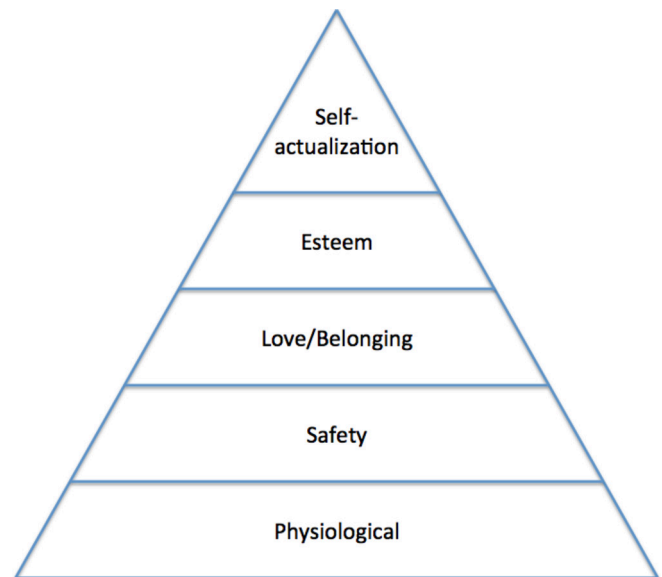 Self-
actualization
Esteem
Love/Belonging
Safety
Physiological